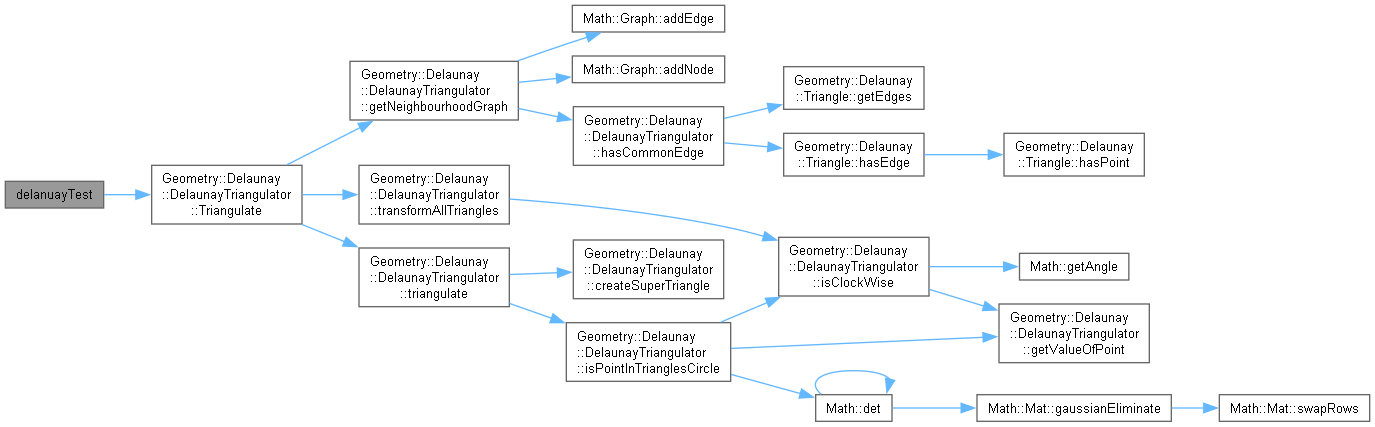 Math::Graph::addEdge
Geometry::Delaunay
::DelaunayTriangulator
::getNeighbourhoodGraph
Math::Graph::addNode
Geometry::Delaunay
::Triangle::getEdges
Geometry::Delaunay
::DelaunayTriangulator
::hasCommonEdge
Geometry::Delaunay
::Triangle::hasEdge
Geometry::Delaunay
::Triangle::hasPoint
delanuayTest
Geometry::Delaunay
::DelaunayTriangulator
::Triangulate
Geometry::Delaunay
::DelaunayTriangulator
::transformAllTriangles
Geometry::Delaunay
::DelaunayTriangulator
::triangulate
Geometry::Delaunay
::DelaunayTriangulator
::createSuperTriangle
Geometry::Delaunay
::DelaunayTriangulator
::isClockWise
Math::getAngle
Geometry::Delaunay
::DelaunayTriangulator
::isPointInTrianglesCircle
Geometry::Delaunay
::DelaunayTriangulator
::getValueOfPoint
Math::det
Math::Mat::gaussianEliminate
Math::Mat::swapRows